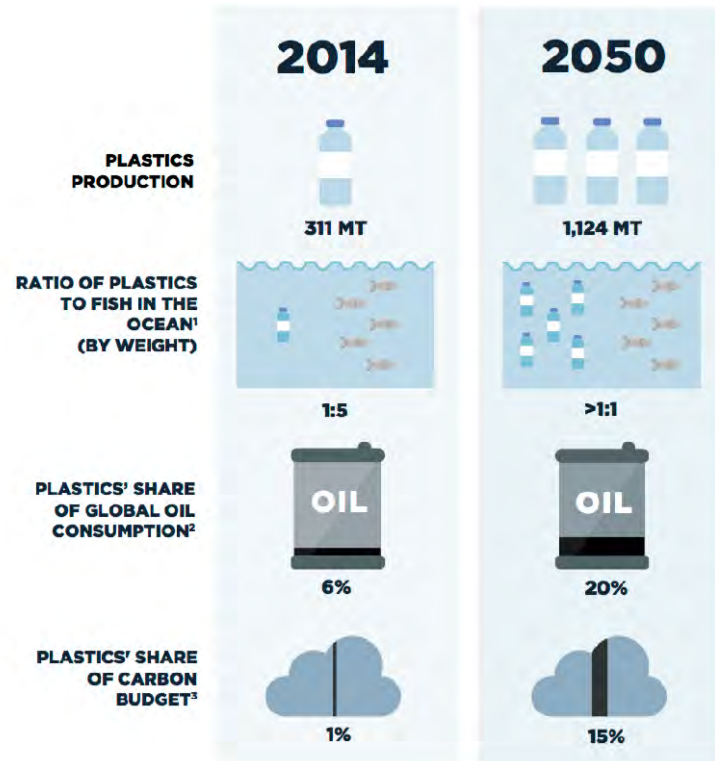 2014
2050
PLASTICS
PRODUCTION
311 MT
1,124 MT
RATIO OF PLASTICS
TO FISH IN THE
OCEAN¹
(BY WEIGHT)
1:5
>1:1
PLASTICS' SHARE
OF GLOBAL OIL
CONSUMPTION²
OIL
OIL
6%
20%
PLASTICS' SHARE
OF CARBON
BUDGET³
1%
15%